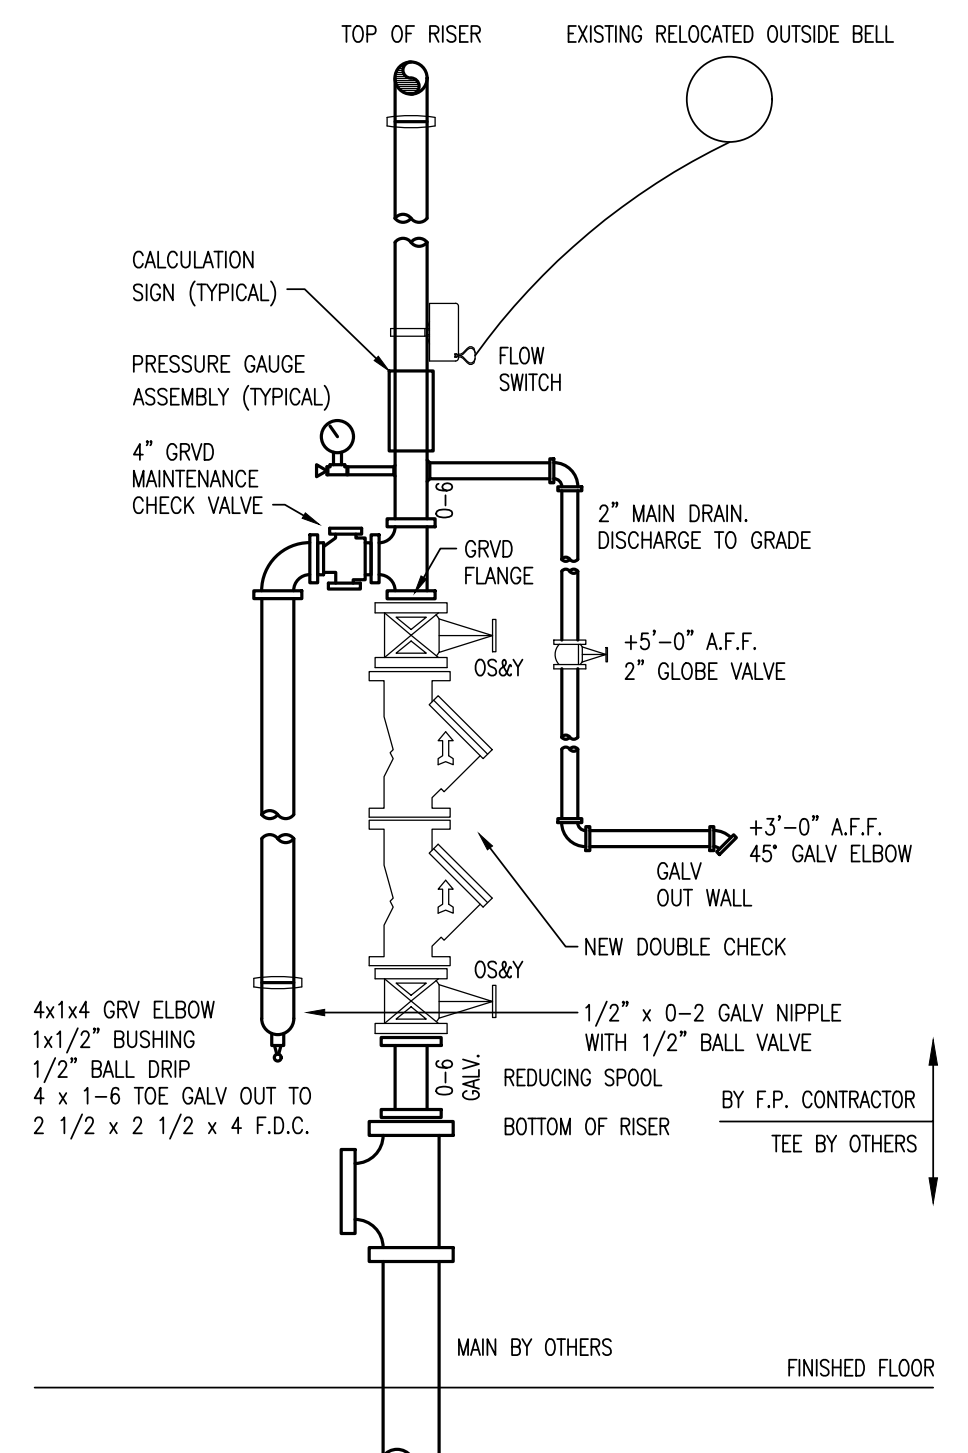 TOP OF RISER
EXISTING RELOCATED OUTSIDE BELL
CALCULATION
SIGN (TYPICAL)
FLOW
SWITCH
PRESSURE GAUGE
ASSEMBLY (TYPICAL)
4" GRVD
MAINTENANCE
CHECK VALVE
0-6
2" MAIN DRAIN.
DISCHARGE TO GRADE
GRVD
FLANGE
OS&Y
+5'-0" A.F.F.
2" GLOBE VALVE
+3'-0" A.F.F.
45° GALV ELBOW
GALV
OUT WALL
NEW DOUBLE CHECK
OS&Y
4x1x4 GRV ELBOW
1x1/2" BUSHING
1/2" BALL DRIP
4 x 1-6 TOE GALV OUT TO
2 1/2 x 2 1/2 x 4 F.D.C.
1/2" x 0-2 GALV NIPPLE
WITH 1/2" BALL VALVE
0-6
GALV.
REDUCING SPOOL
BOTTOM OF RISER
BY F.P. CONTRACTOR
TEE BY OTHERS
MAIN BY OTHERS
FINISHED FLOOR